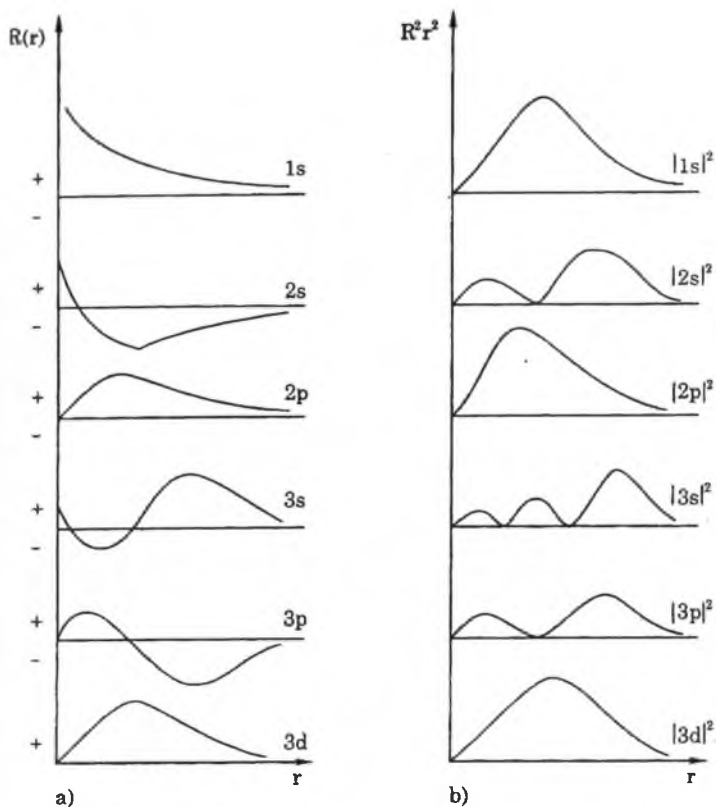 R(r)
+
-
1s
+
-
2s
+
-
2p
+
-
3s
+
-
3p
+
3d
r
a)
R²r²
|1s|²
|2s|²
|2p|²
|3s|²
|3p|²
|3d|²
r
b)